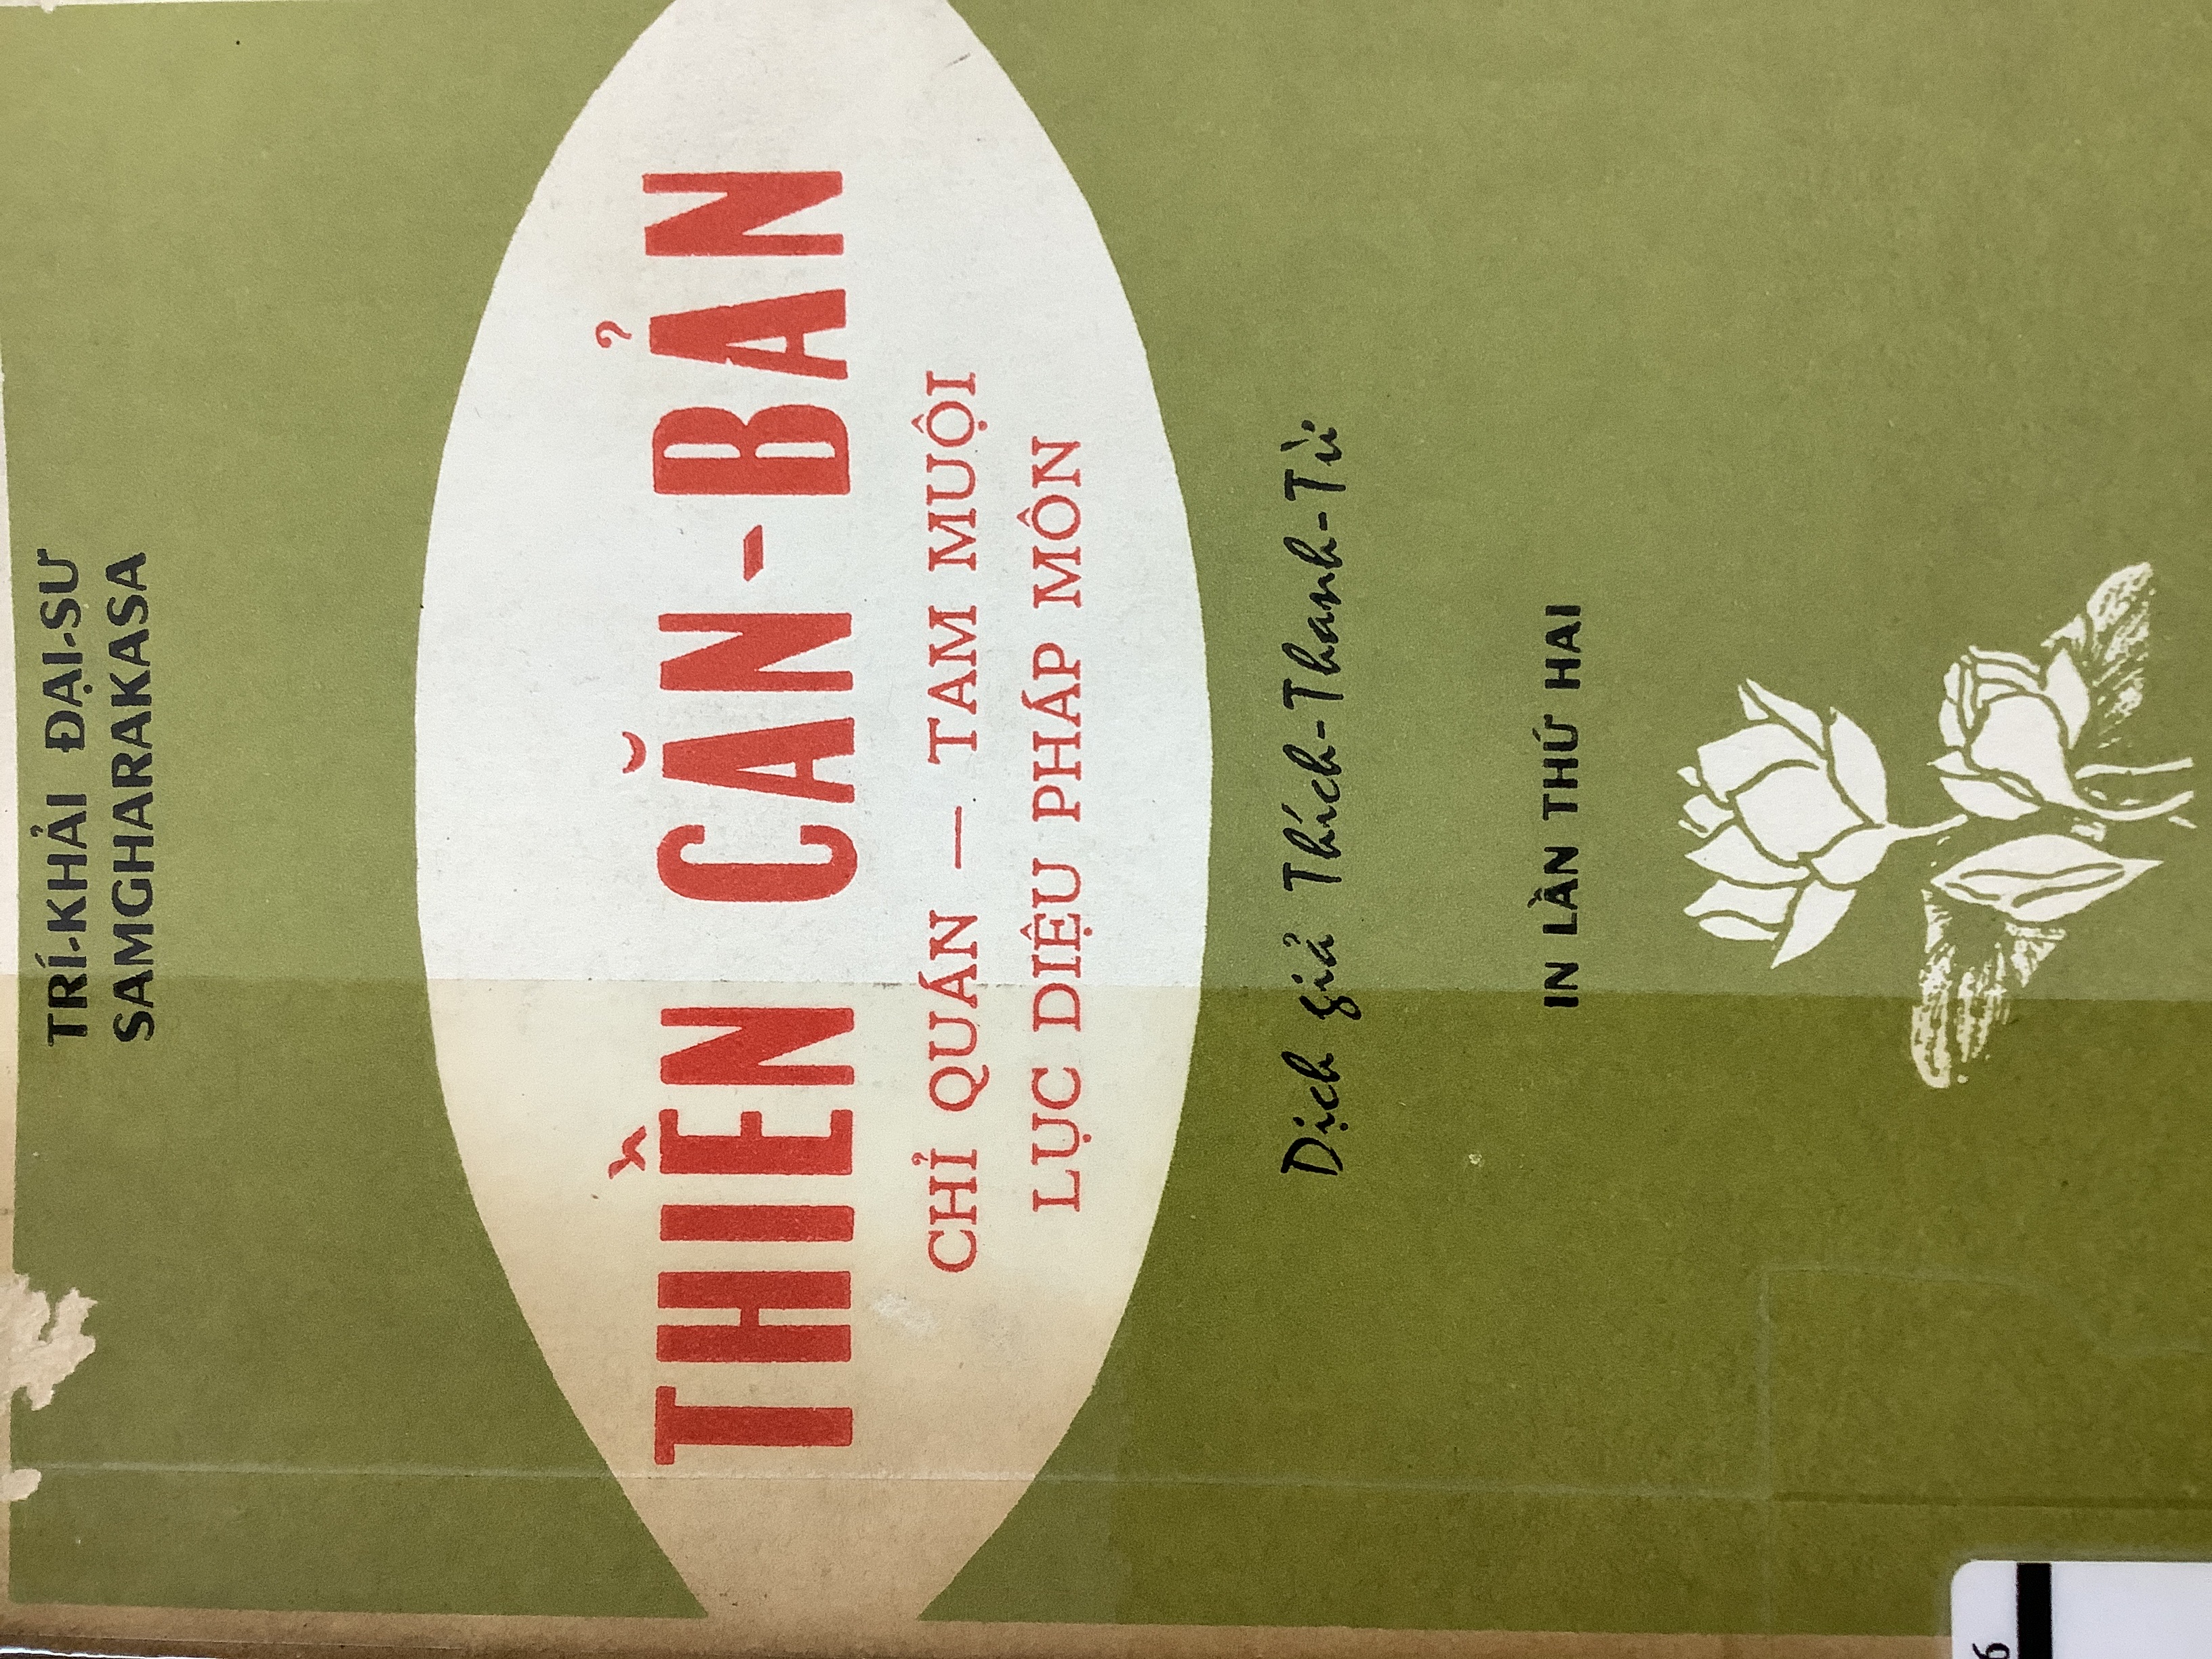 TRÍ-KHẢI ĐẠI-SƯ
SAMGHARAKASA
THIỀN CĂN-BẢN
CHỈ QUÁN — TAM MUỘI
LỤC DIỆU PHÁP MÔN
Dịch giả Thích-Thanh-Từ
IN LẦN THỨ HAI
6